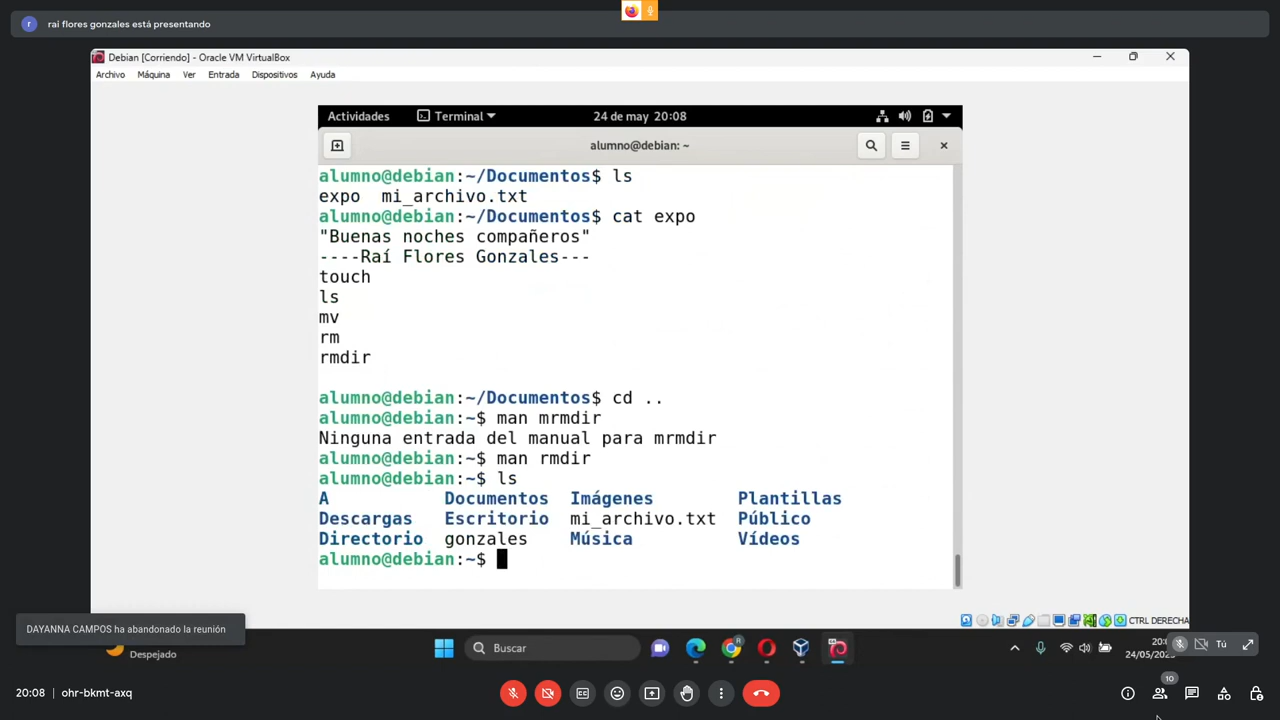 r
rai flores gonzales está presentando
Debian [Corriendo] - Oracle VM VirtualBox
Archivo Máquina Ver Entrada Dispositivos Ayuda
Actividades Terminal 24 de may 20:08
alumno@debian: ~
alumno@debian:~/Documentos$ ls
expo mi_archivo.txt
alumno@debian:~/Documentos$ cat expo
"Buenas noches compañeros"
----Raí Flores Gonzales---
touch
ls
mv
rm
rmdir
alumno@debian:~/Documentos$ cd ..
alumno@debian:~$ man mrmdir
Ninguna entrada del manual para mrmdir
alumno@debian:~$ man rmdir
alumno@debian:~$ ls
A Documentos Imágenes Plantillas
Descargas Escritorio mi_archivo.txt Público
Directorio gonzales Música Vídeos
alumno@debian:~$
CTRL DERECHA
DAYANNA CAMPOS ha abandonado la reunión
Despejado
Buscar
R
Tú
20:08
ohr-bkmt-axq
10